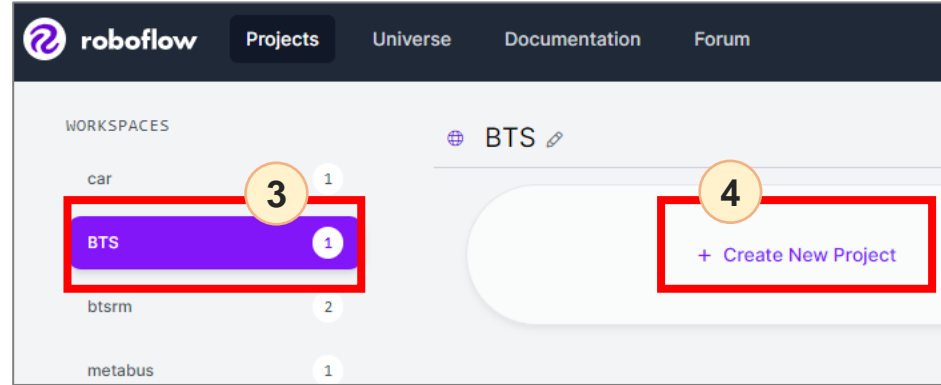 roboflow Projects Universe Documentation Forum
WORKSPACES
BTS
car 1
3
4
BTS 1
+ Create New Project
btsrm 2
metabus 1